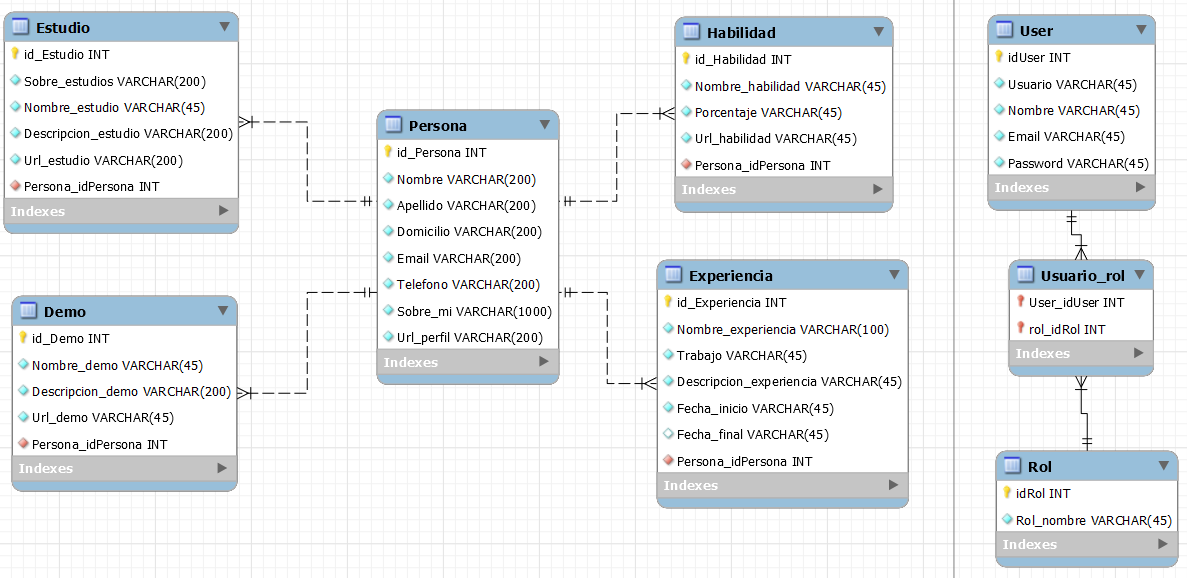 Estudio
id_Estudio INT
Sobre_estudios VARCHAR(200)
Nombre_estudio VARCHAR(45)
Descripcion_estudio VARCHAR(200)
Url_estudio VARCHAR(200)
Persona_idPersona INT
Indexes
Demo
id_Demo INT
Nombre_demo VARCHAR(45)
Descripcion_demo VARCHAR(200)
Url_demo VARCHAR(45)
Persona_idPersona INT
Indexes
Persona
id_Persona INT
Nombre VARCHAR(200)
Apellido VARCHAR(200)
Domicilio VARCHAR(200)
Email VARCHAR(200)
Telefono VARCHAR(200)
Sobre_mi VARCHAR(1000)
Url_perfil VARCHAR(200)
Indexes
Habilidad
id_Habilidad INT
Nombre_habilidad VARCHAR(45)
Porcentaje VARCHAR(45)
Url_habilidad VARCHAR(45)
Persona_idPersona INT
Indexes
Experiencia
id_Experiencia INT
Nombre_experiencia VARCHAR(100)
Trabajo VARCHAR(45)
Descripcion_experiencia VARCHAR(45)
Fecha_inicio VARCHAR(45)
Fecha_final VARCHAR(45)
Persona_idPersona INT
Indexes
User
idUser INT
Usuario VARCHAR(45)
Nombre VARCHAR(45)
Email VARCHAR(45)
Password VARCHAR(45)
Indexes
Usuario_rol
User_idUser INT
rol_idRol INT
Indexes
Rol
idRol INT
Rol_nombre VARCHAR(45)
Indexes